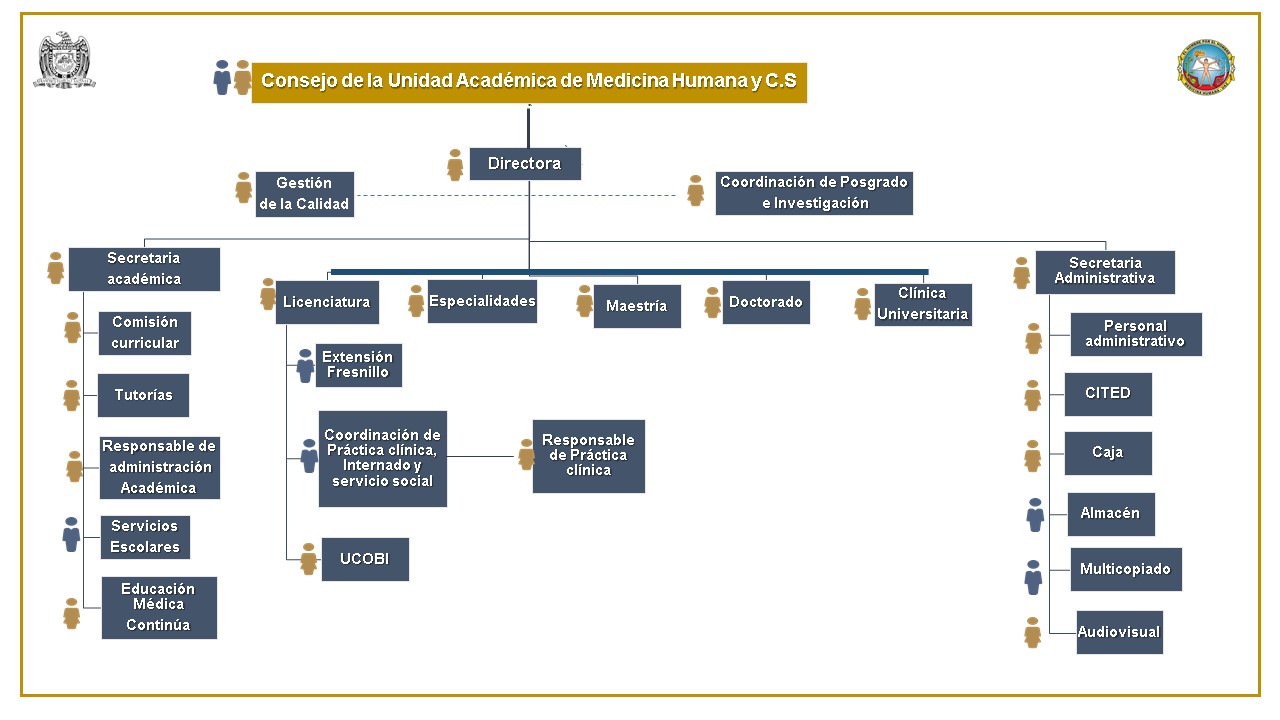 Consejo de la Unidad Académica de Medicina Humana y C.S
Directora
Gestión
de la Calidad
Coordinación de Posgrado
e Investigación
Secretaria
académica
Comisión
curricular
Tutorías
Responsable de
administración
Académica
Servicios
Escolares
Educación
Médica
Continúa
Licenciatura
Especialidades
Maestría
Doctorado
Clínica
Universitaria
Extensión
Fresnillo
Coordinación de
Práctica clínica,
Internado y
servicio social
Responsable
de Práctica
clínica
UCOBI
Secretaria
Administrativa
Personal
administrativo
CITED
Caja
Almacén
Multicopiado
Audiovisual